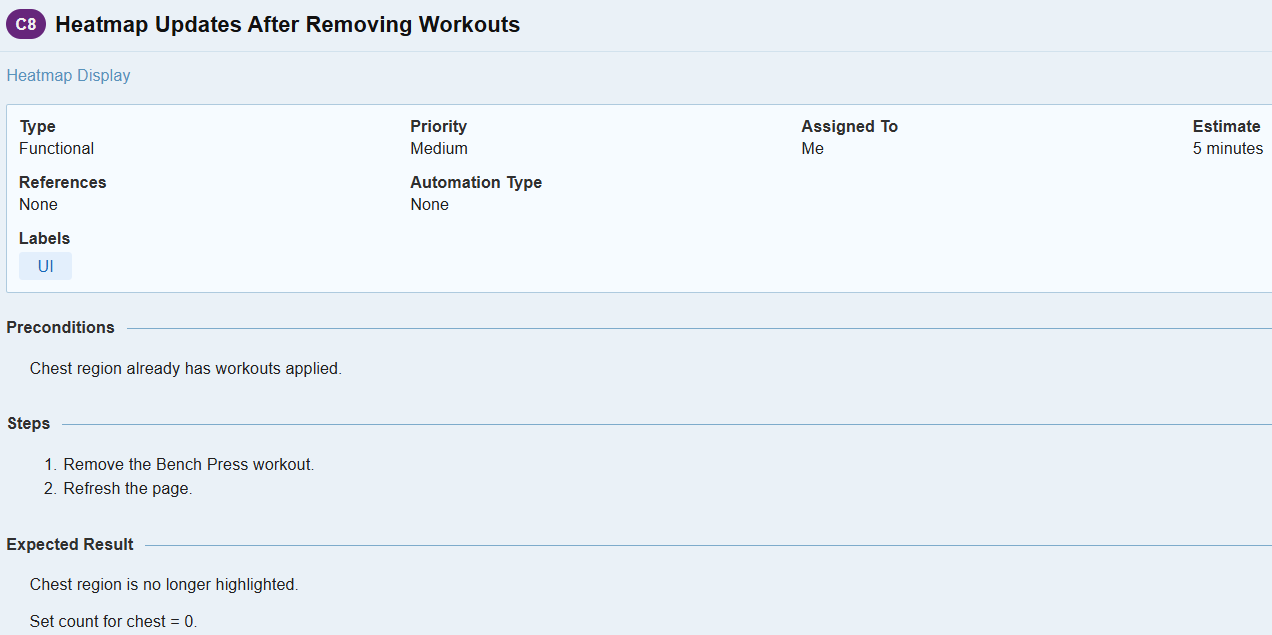 C8 Heatmap Updates After Removing Workouts
Heatmap Display
Type Priority Assigned To Estimate
Functional Medium Me 5 minutes
References Automation Type
None None
Labels
UI
Preconditions
Chest region already has workouts applied.
Steps
1. Remove the Bench Press workout.
2. Refresh the page.
Expected Result
Chest region is no longer highlighted.
Set count for chest = 0.